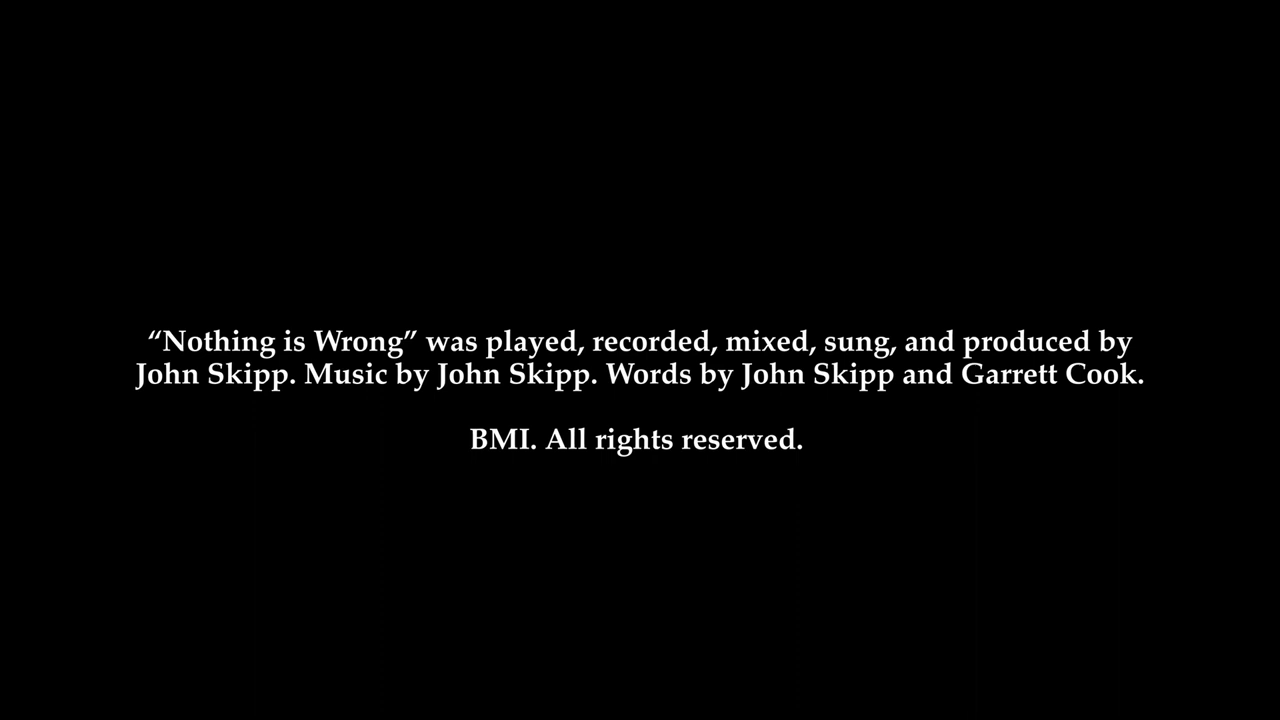 “Nothing is Wrong” was played, recorded, mixed, sung, and produced by
John Skipp. Music by John Skipp. Words by John Skipp and Garrett Cook.
BMI. All rights reserved.